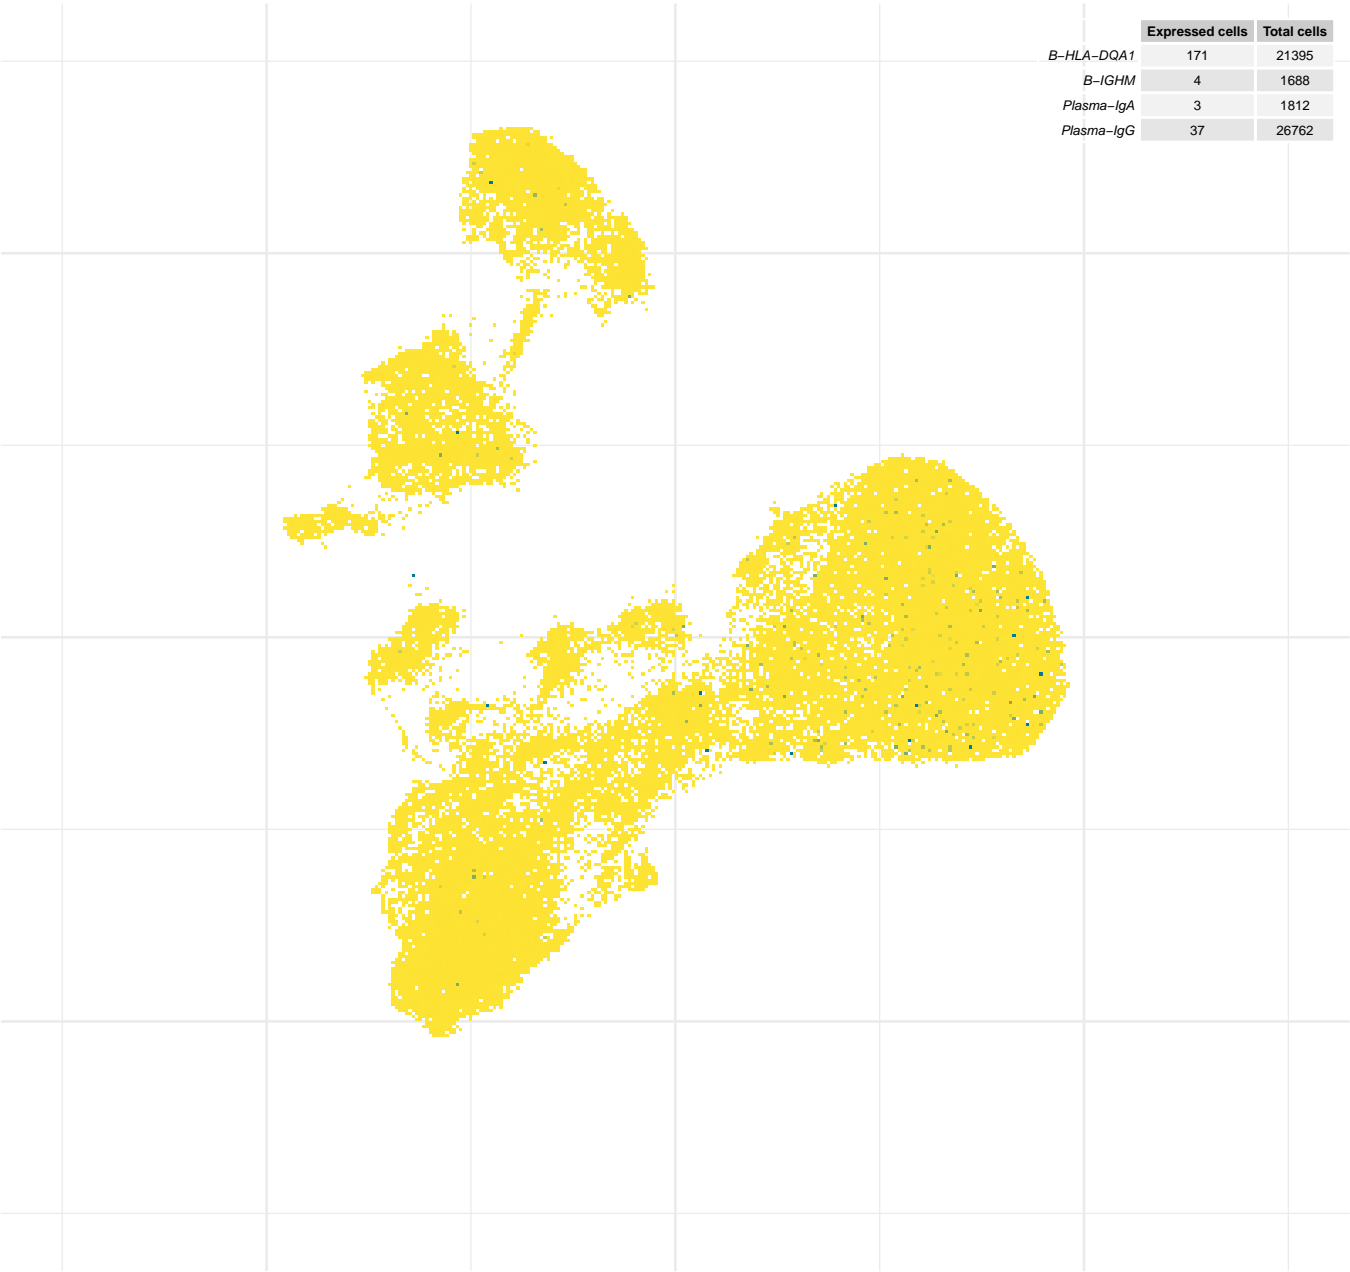 Expressed cells Total cells
B−HLA−DQA1 171 21395
B−IGHM 4 1688
Plasma−IgA 3 1812
Plasma−IgG 37 26762